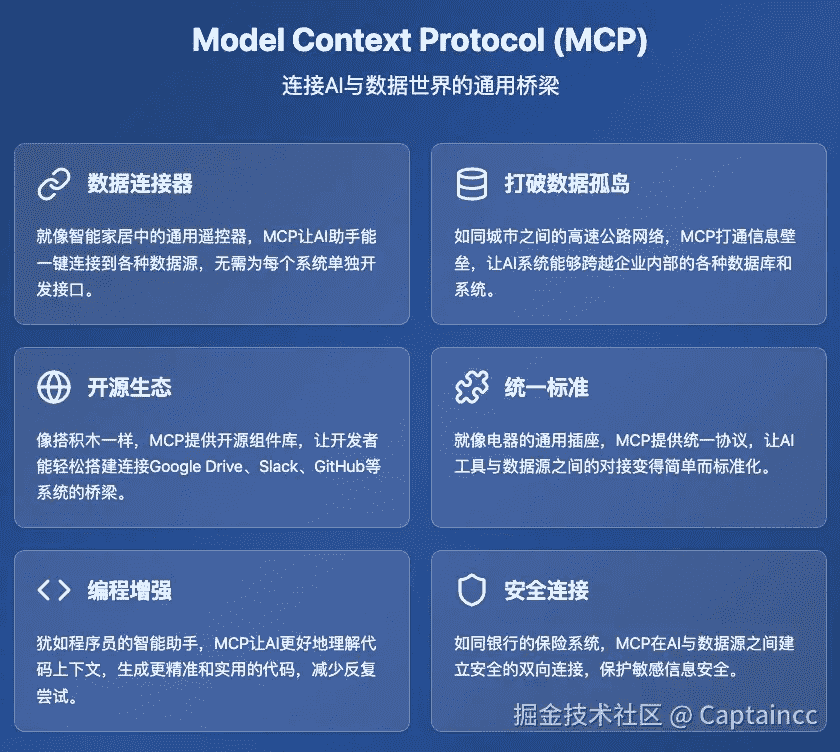 Model Context Protocol (MCP)
连接AI与数据世界的通用桥梁
数据连接器
就像智能家居中的通用遥控器，MCP让AI助手能
一键连接到各种数据源，无需为每个系统单独开
发接口。
打破数据孤岛
如同城市之间的高速公路网络，MCP打通信息壁
垒，让AI系统能够跨越企业内部的各种数据库和
系统。
开源生态
像搭积木一样，MCP提供开源组件库，让开发者
能轻松搭建连接Google Drive、Slack、GitHub等
系统的桥梁。
统一标准
就像电器的通用插座，MCP提供统一协议，让AI
工具与数据源之间的对接变得简单而标准化。
编程增强
犹如程序员的智能助手，MCP让AI更好地理解代
码上下文，生成更精准和实用的代码，减少反复
尝试。
安全连接
如同银行的保险系统，MCP在AI与数据源之间建
立安全的双向连接，保护敏感信息安全。
掘金技术社区 @ Captaincc